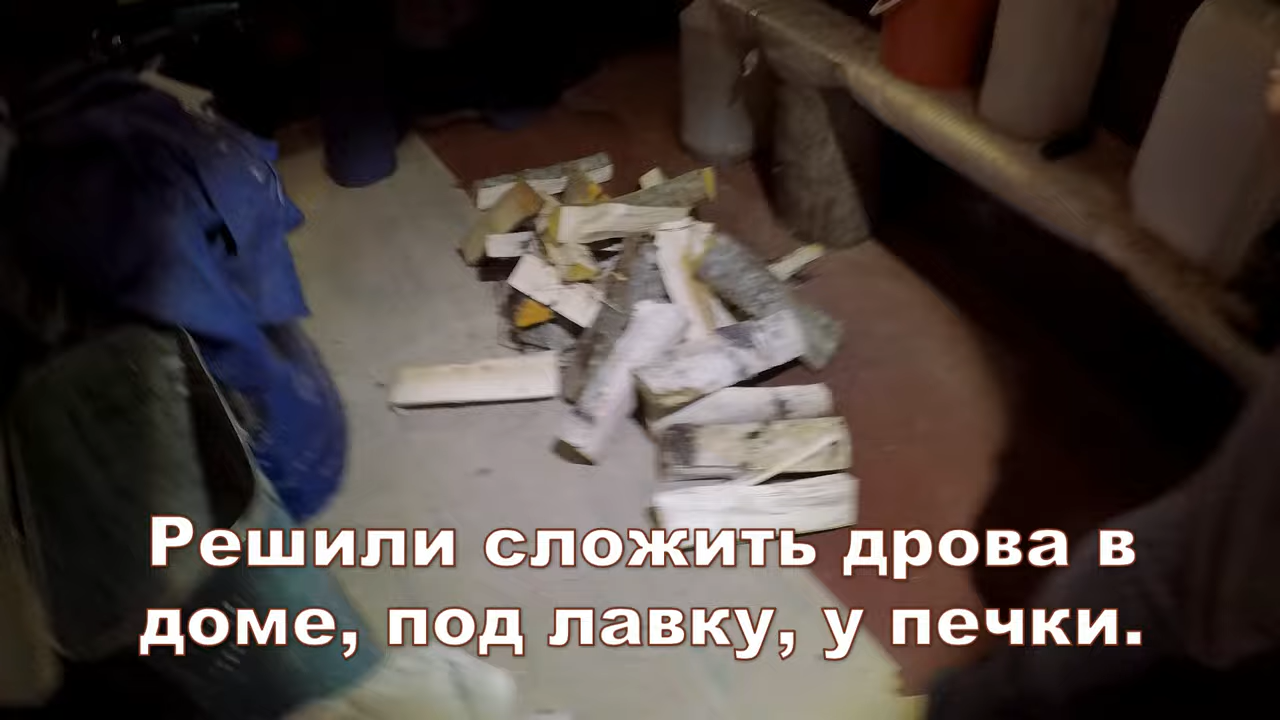 Решили сложить дрова в
доме, под лавку, у печки.